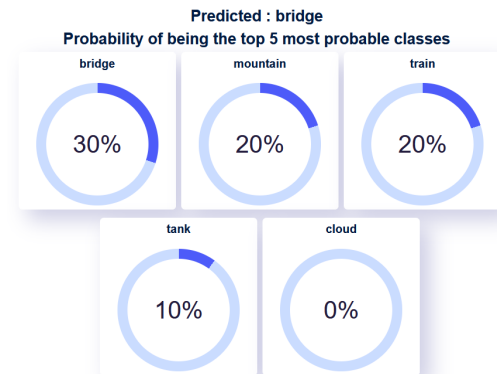 Predicted : bridge
Probability of being the top 5 most probable classes
bridge mountain train
30% 20% 20%
tank cloud
10% 0%